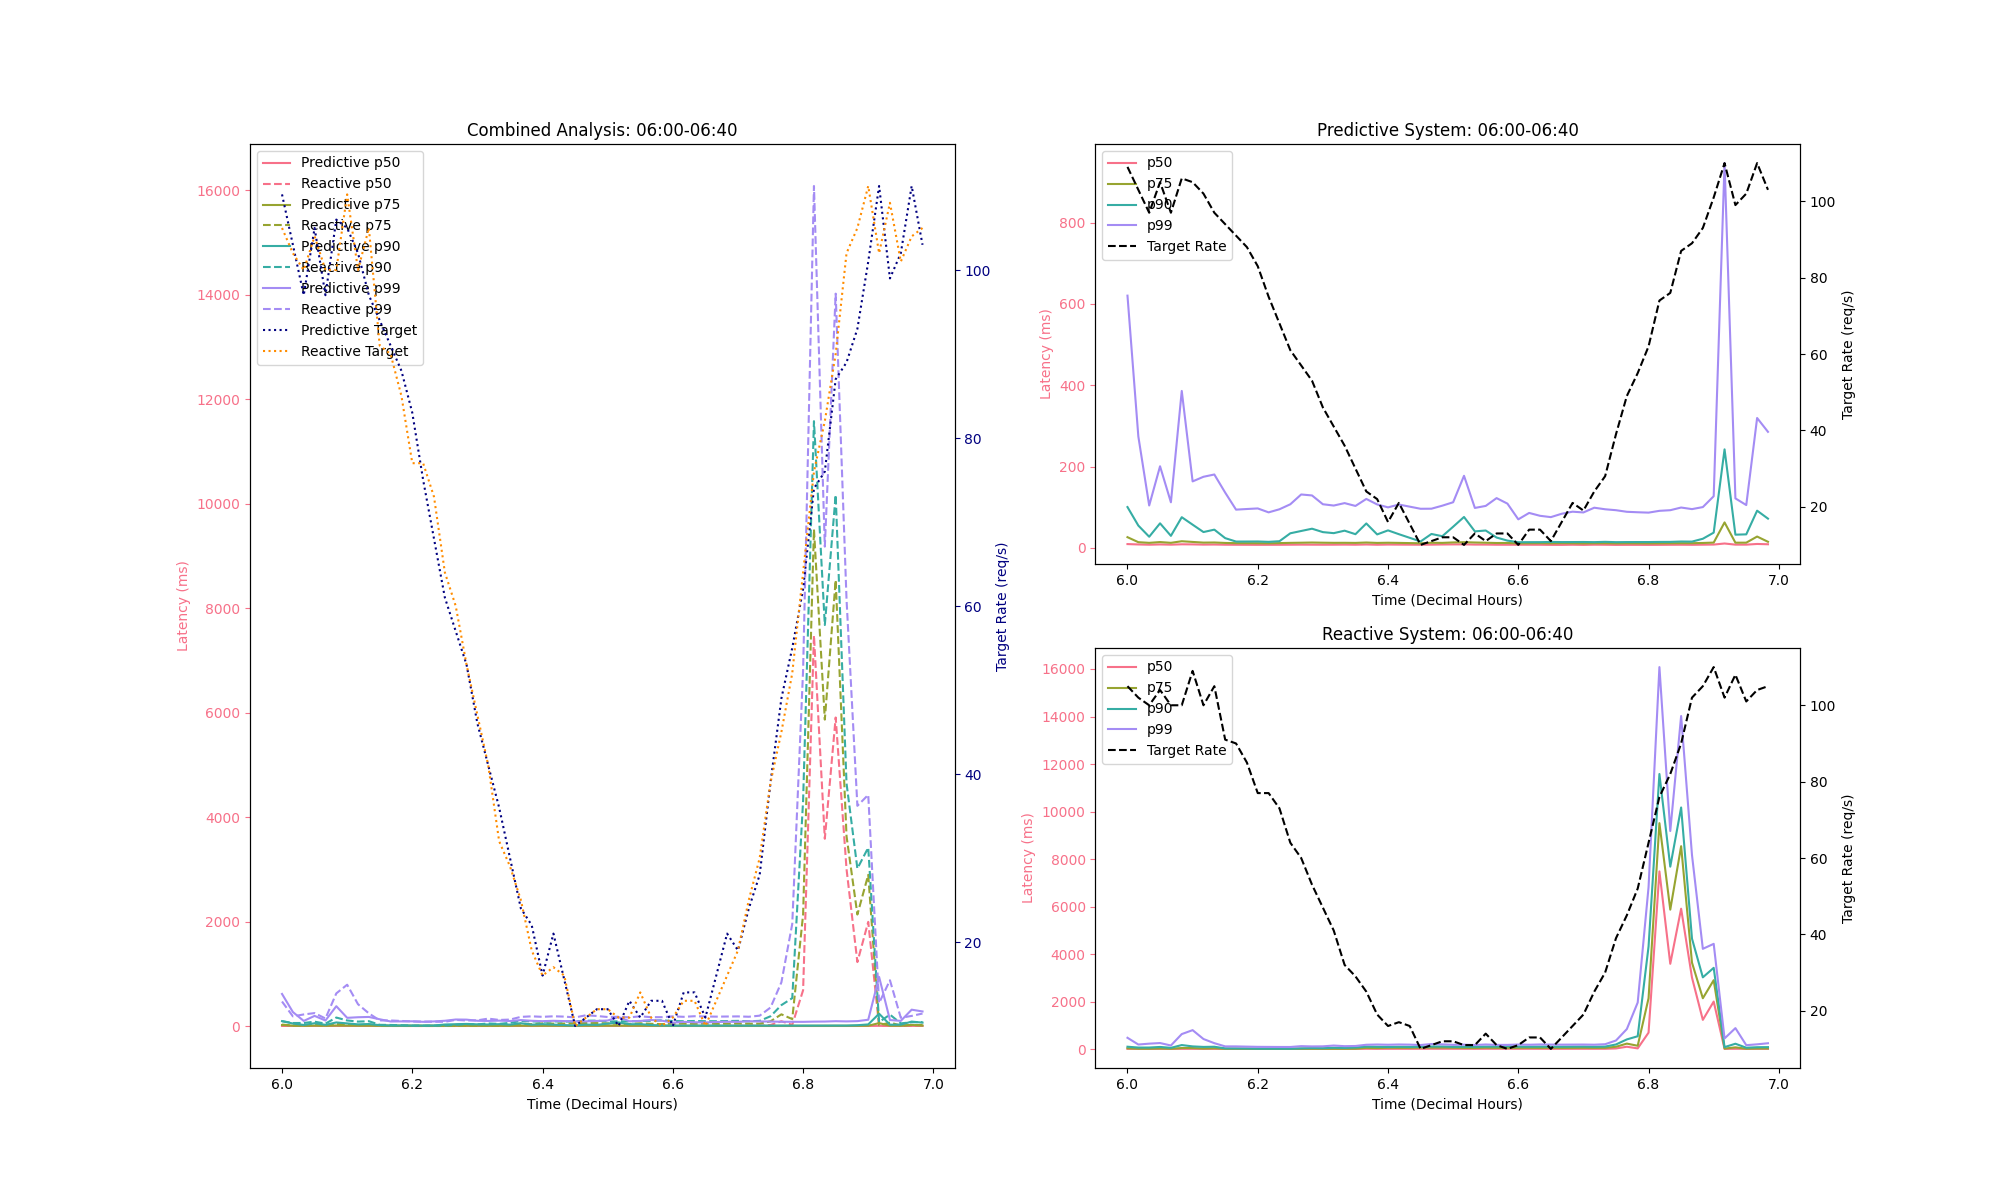 Combined Analysis: 06:00-06:40
Predictive p50
Reactive p50
Predictive p75
Reactive p75
Predictive p90
Reactive p90
Predictive p99
Reactive p99
Predictive Target
Reactive Target
16000
14000
12000
10000
8000
6000
4000
2000
0
Latency (ms)
100
80
60
40
20
Target Rate (req/s)
6.0 6.2 6.4 6.6 6.8 7.0
Time (Decimal Hours)
Predictive System: 06:00-06:40
p50
p75
p90
p99
Target Rate
800
600
400
200
0
Latency (ms)
100
80
60
40
20
Target Rate (req/s)
6.0 6.2 6.4 6.6 6.8 7.0
Time (Decimal Hours)
Reactive System: 06:00-06:40
p50
p75
p90
p99
Target Rate
16000
14000
12000
10000
8000
6000
4000
2000
0
Latency (ms)
100
80
60
40
20
Target Rate (req/s)
6.0 6.2 6.4 6.6 6.8 7.0
Time (Decimal Hours)